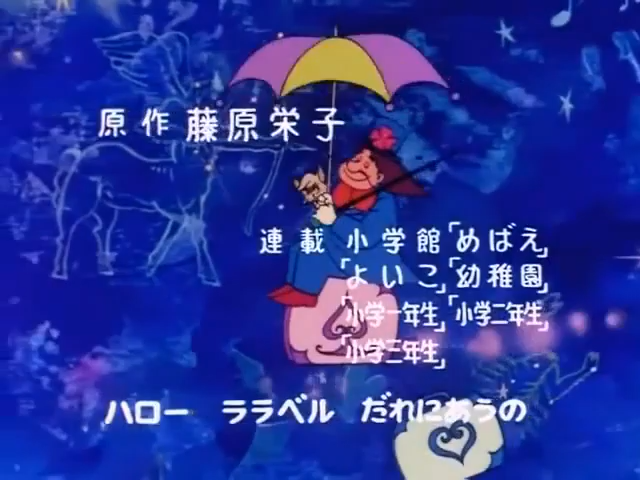 原作 藤原栄子
連載 小学館「めばえ」
「よいこ」「幼稚園」
「小学一年生」「小学二年生」
「小学三年生」
ハロー ララベル だれにあうの